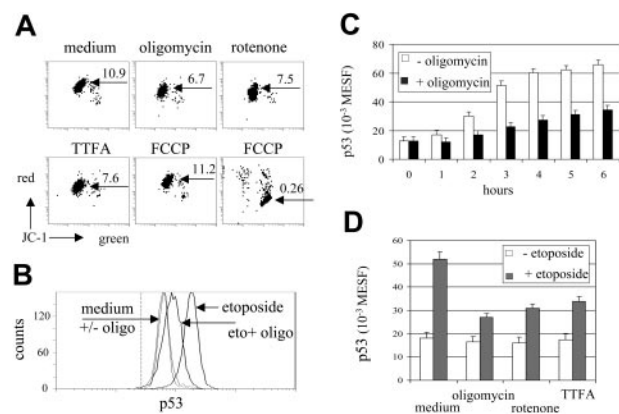 A
medium
oligomycin
rotenone
10.9
6.7
7.5
TTFA
FCCP
FCCP
7.6
11.2
0.26
red
JC-1
green
B
counts
120
60
0
medium
+/- oligo
etoposide
eto+ oligo
p53
C
p53 (10⁻³ MESF)
80
60
40
20
0
- oligomycin
+ oligomycin
0 1 2 3 4 5 6
hours
D
p53 (10⁻³ MESF)
60
50
40
30
20
10
0
- etoposide
+ etoposide
medium
oligomycin
rotenone
TTFA